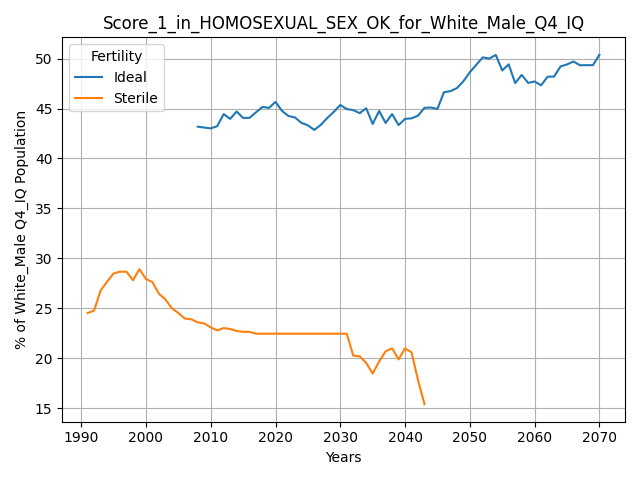 Score_1_in_HOMOSEXUAL_SEX_OK_for_White_Male_Q4_IQ
Fertility
Ideal
Sterile
% of White_Male Q4_IQ Population
50
45
40
35
30
25
20
15
1990 2000 2010 2020 2030 2040 2050 2060 2070
Years